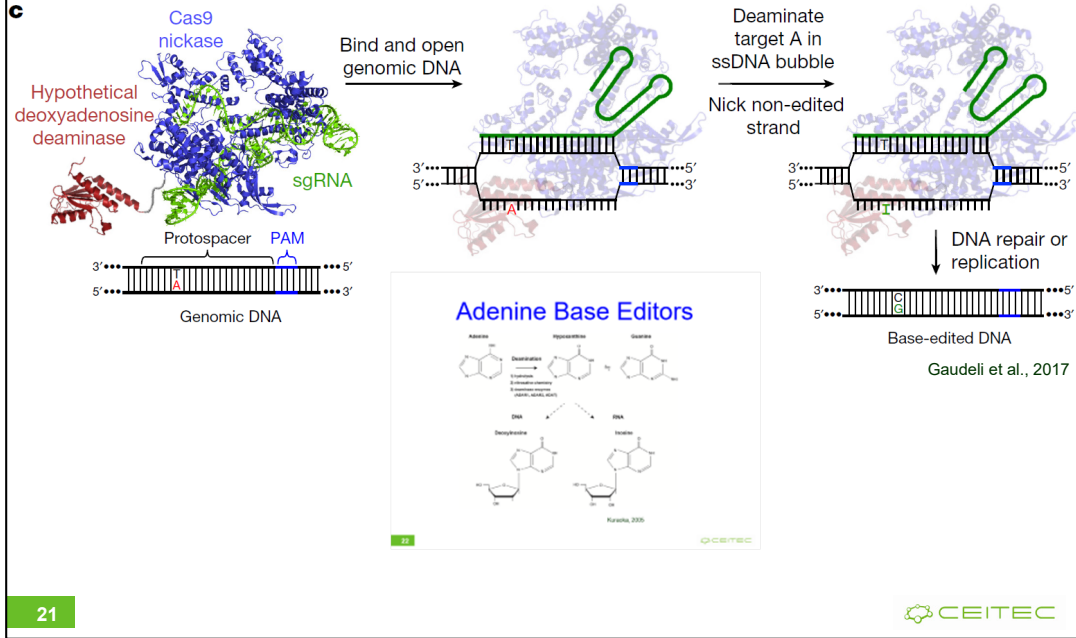 c
Cas9
nickase
Hypothetical
deoxyadenosine
deaminase
sgRNA
Bind and open
genomic DNA
Deaminate
target A in
ssDNA bubble
Nick non-edited
strand
T
3′ 5′
5′ 3′
A
T
3′ 5′
5′ 3′
I
Protospacer PAM
3′ 5′
T
A
5′ 3′
Genomic DNA
DNA repair or
replication
3′ 5′
C
G
5′ 3′
Base-edited DNA
Gaudeli et al., 2017
Adenine Base Editors
Adenine Hypoxanthine Guanine
Deamination
DNA RNA
Deoxyinosine Inosine
22
CEITEC
21
CEITEC